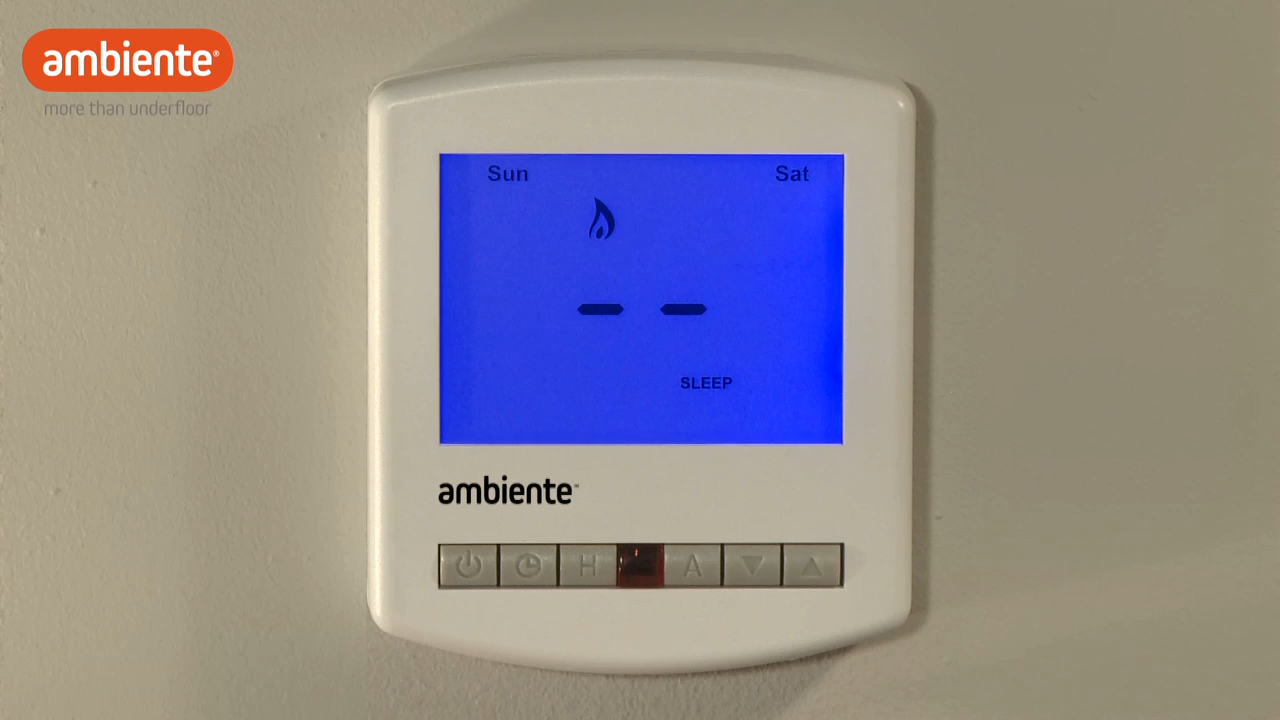 ambiente®
more than underfloor
Sun Sat
- -
SLEEP
ambiente™
H A